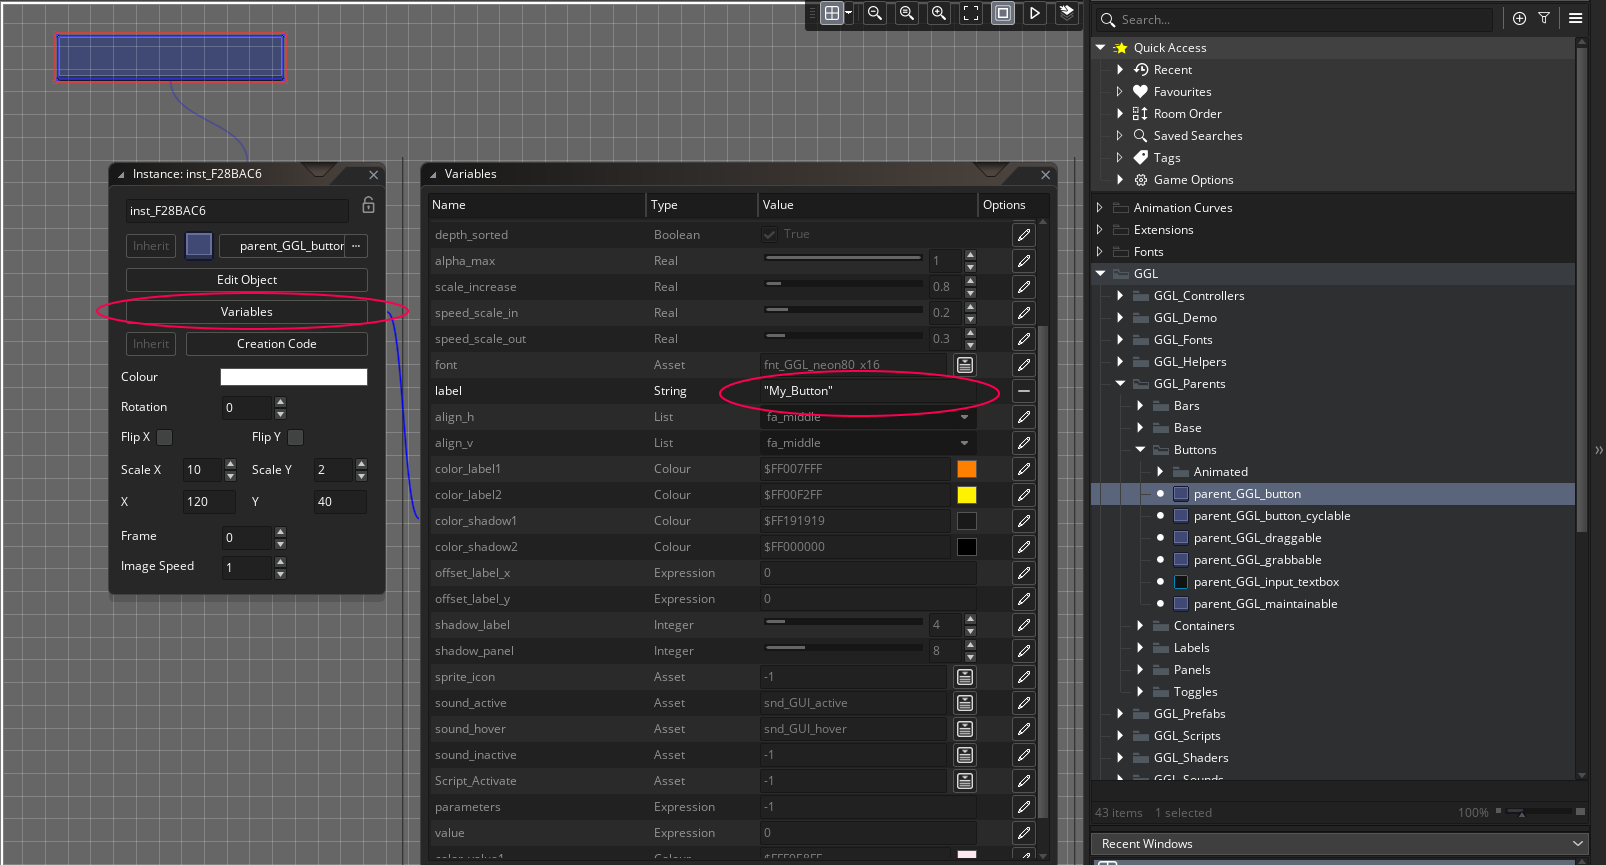 Instance: inst_F28BAC6
inst_F28BAC6
Inherit
parent_GGL_button
...
Edit Object
Variables
Inherit
Creation Code
Colour
Rotation 0
Flip X Flip Y
Scale X 10 Scale Y 2
X 120 Y 40
Frame 0
Image Speed 1
Variables
Name Type Value Options
depth_sorted Boolean True
alpha_max Real 1
scale_increase Real 0.8
speed_scale_in Real 0.2
speed_scale_out Real 0.3
font Asset fnt_GGL_neon80_x16
label String "My_Button"
align_h List fa_middle
align_v List fa_middle
color_label1 Colour $FF007FFF
color_label2 Colour $FF00F2FF
color_shadow1 Colour $FF191919
color_shadow2 Colour $FF000000
offset_label_x Expression 0
offset_label_y Expression 0
shadow_label Integer 4
shadow_panel Integer 8
sprite_icon Asset -1
sound_active Asset snd_GUI_active
sound_hover Asset snd_GUI_hover
sound_inactive Asset -1
Script_Activate Asset -1
parameters Expression -1
value Expression 0
Search...
Quick Access
Recent
Favourites
Room Order
Saved Searches
Tags
Game Options
Animation Curves
Extensions
Fonts
GGL
GGL_Controllers
GGL_Demo
GGL_Fonts
GGL_Helpers
GGL_Parents
Bars
Base
Buttons
Animated
parent_GGL_button
parent_GGL_button_cyclable
parent_GGL_draggable
parent_GGL_grabbable
parent_GGL_input_textbox
parent_GGL_maintainable
Containers
Labels
Panels
Toggles
GGL_Prefabs
GGL_Scripts
GGL_Shaders
GGL_Sounds
43 items 1 selected 100%
Recent Windows